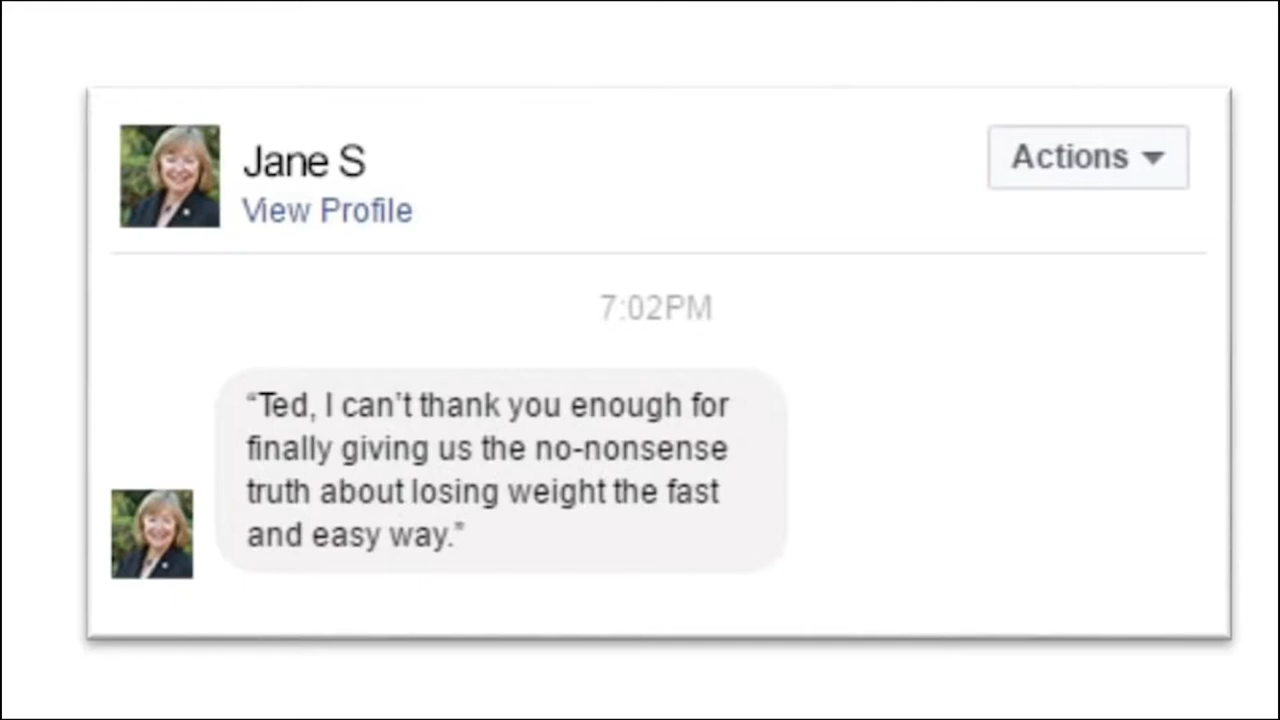 Jane S
View Profile
Actions
7:02PM
“Ted, I can’t thank you enough for
finally giving us the no-nonsense
truth about losing weight the fast
and easy way.”